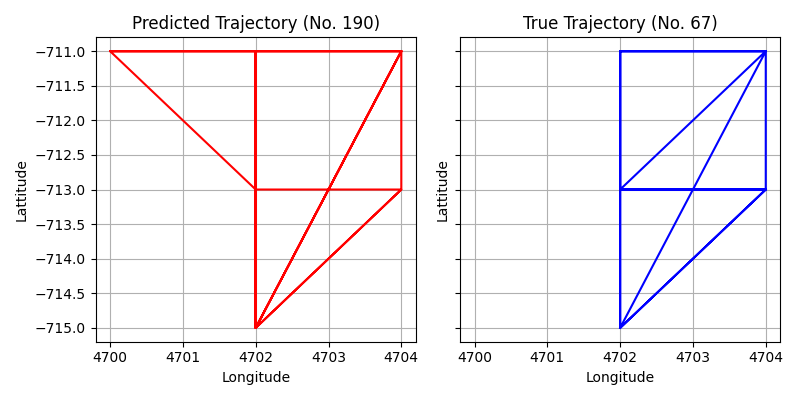 Predicted Trajectory (No. 190)
True Trajectory (No. 67)
−711.0
−711.5
−712.0
−712.5
−713.0
−713.5
−714.0
−714.5
−715.0
Lattitude
Lattitude
4700 4701 4702 4703 4704
4700 4701 4702 4703 4704
Longitude
Longitude